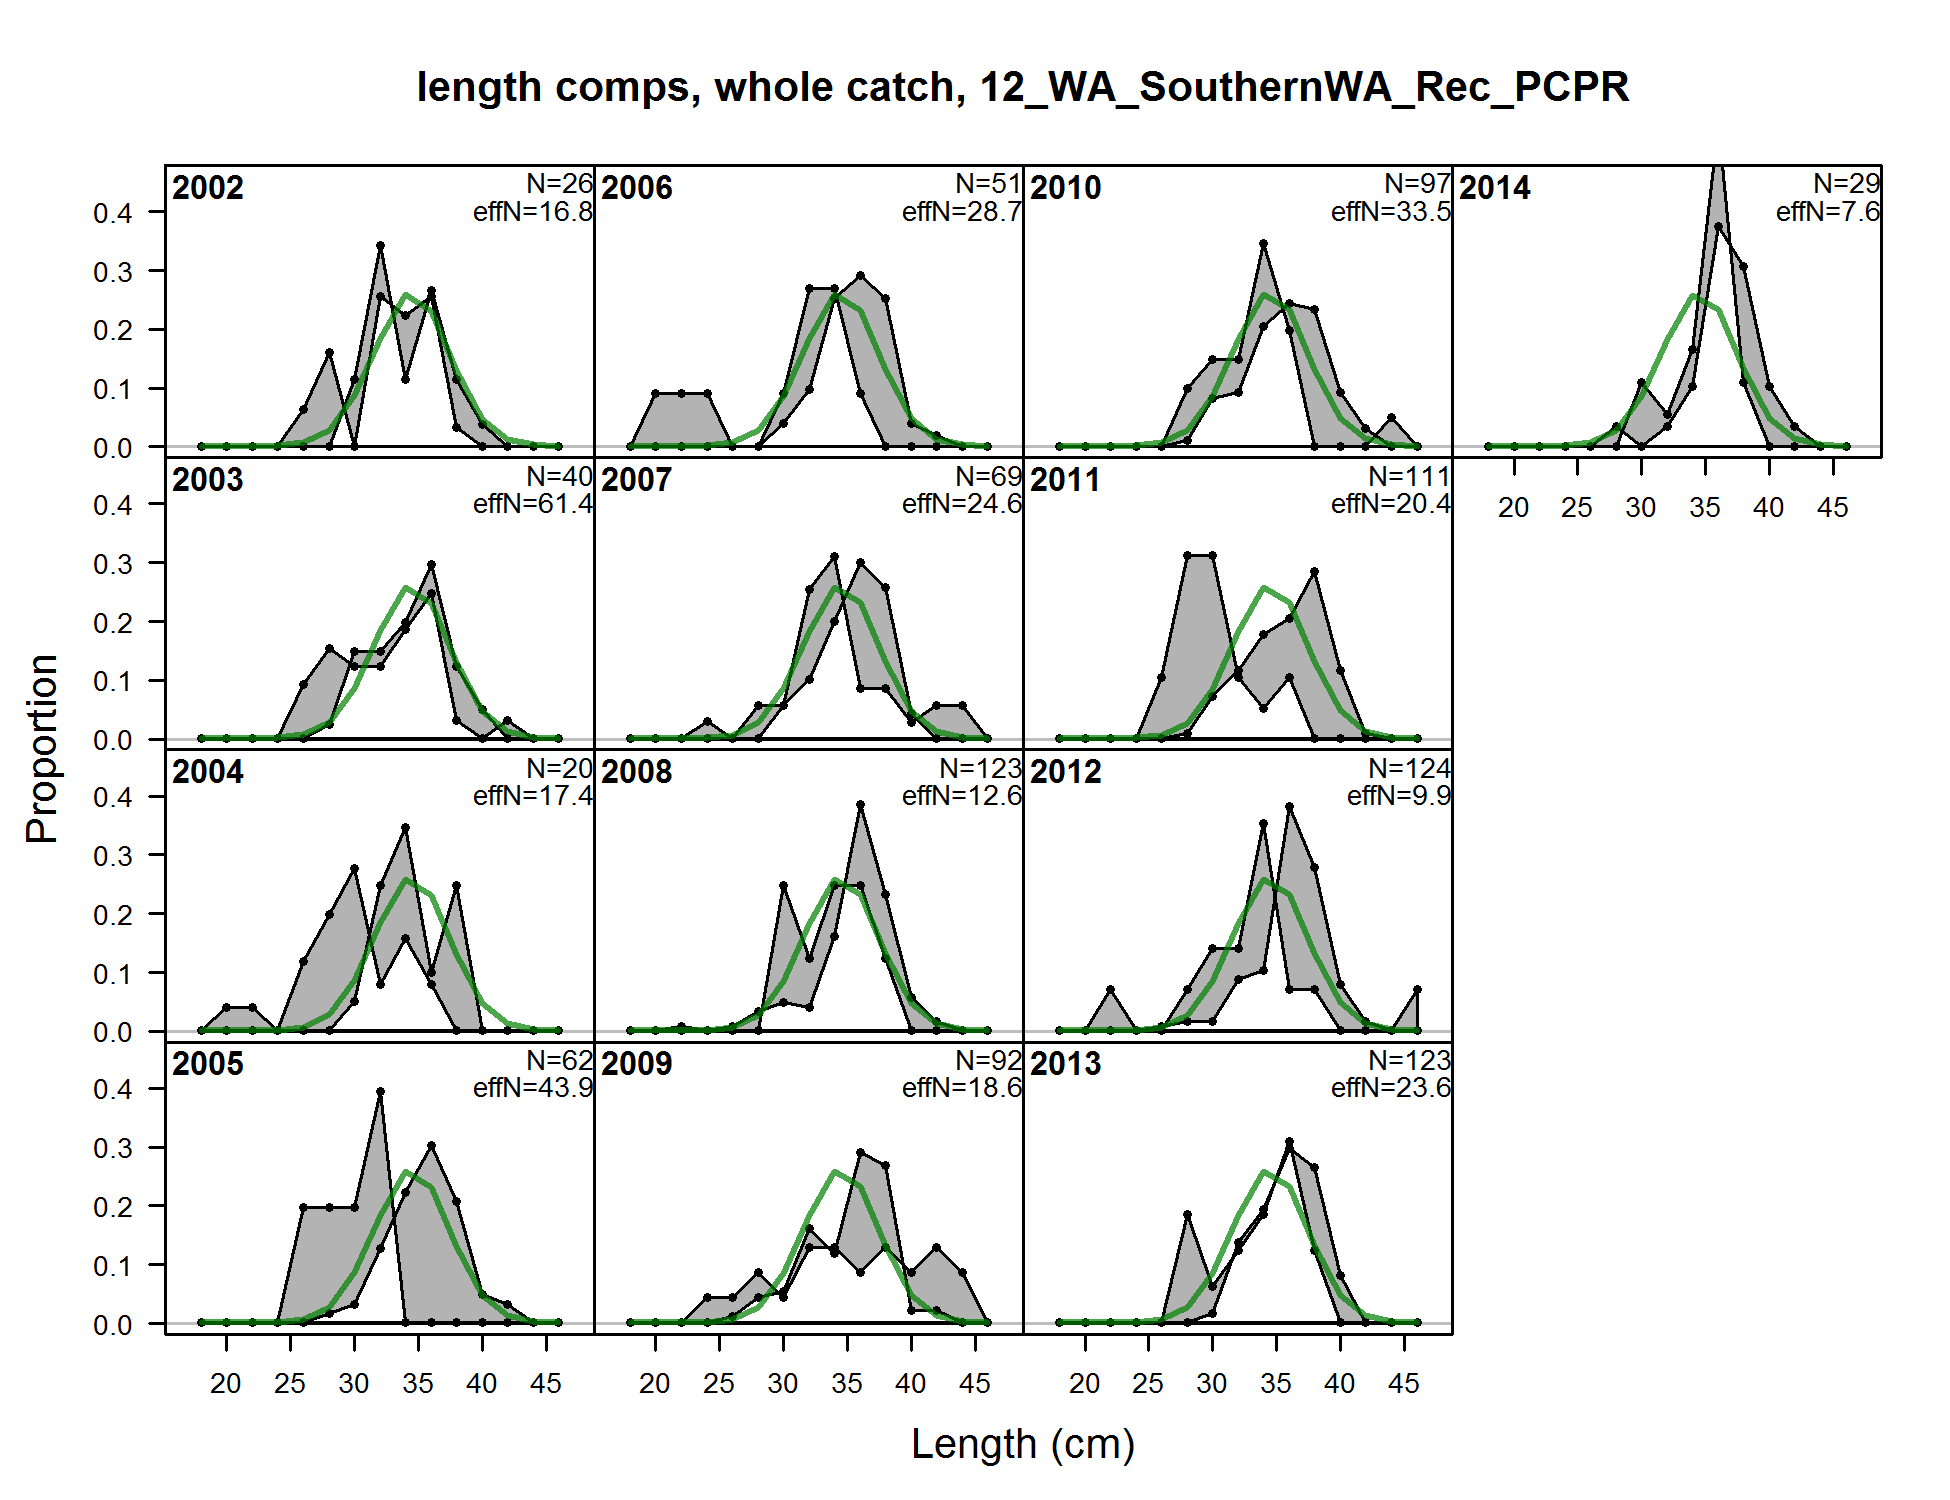 length comps, whole catch, 12_WA_SouthernWA_Rec_PCPR
2002 N=26
effN=16.8
2006 N=51
effN=28.7
2010 N=97
effN=33.5
2014 N=29
effN=7.6
0.4
0.3
0.2
0.1
0.0
2003 N=40
effN=61.4
2007 N=69
effN=24.6
2011 N=111
effN=20.4
20 25 30 35 40 45
0.4
0.3
0.2
0.1
0.0
2004 N=20
effN=17.4
2008 N=123
effN=12.6
2012 N=124
effN=9.9
0.4
0.3
0.2
0.1
0.0
2005 N=62
effN=43.9
2009 N=92
effN=18.6
2013 N=123
effN=23.6
0.4
0.3
0.2
0.1
0.0
20 25 30 35 40 45
20 25 30 35 40 45
20 25 30 35 40 45
Proportion
Length (cm)